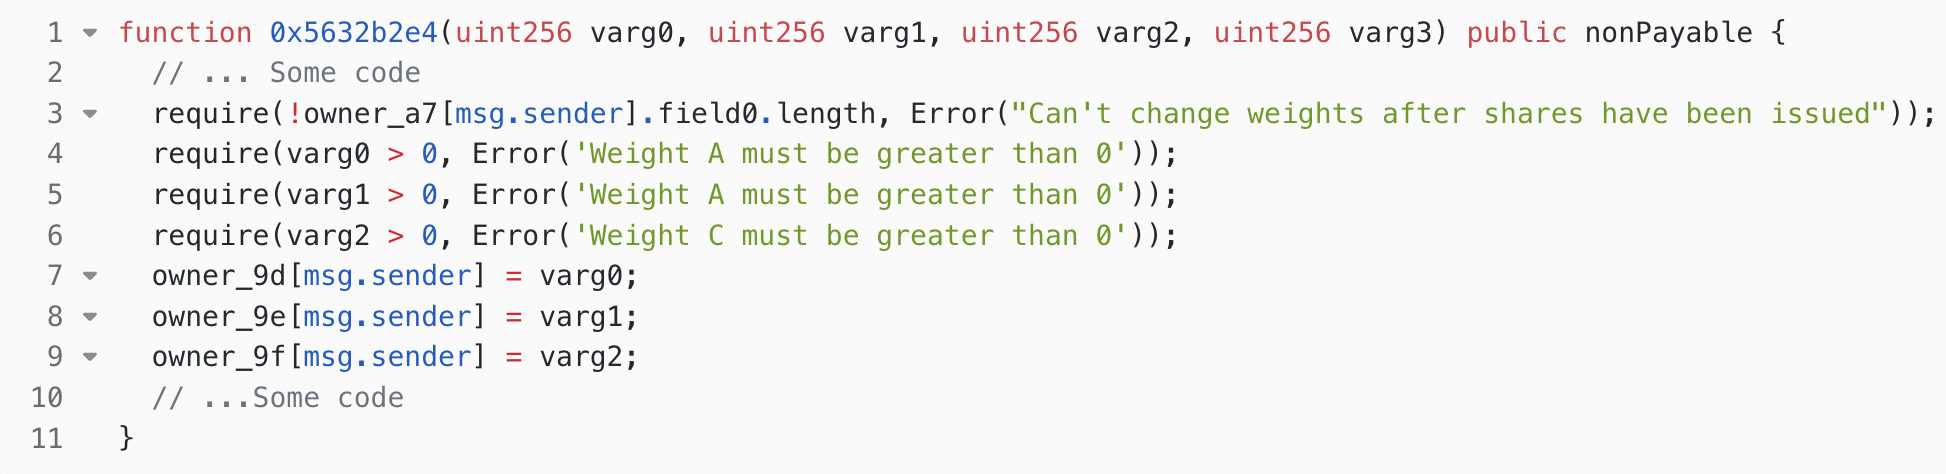 1 function 0x5632b2e4(uint256 varg0, uint256 varg1, uint256 varg2, uint256 varg3) public nonPayable {
2 // ... Some code
3 require(!owner_a7[msg.sender].field0.length, Error("Can't change weights after shares have been issued"));
4 require(varg0 > 0, Error('Weight A must be greater than 0'));
5 require(varg1 > 0, Error('Weight A must be greater than 0'));
6 require(varg2 > 0, Error('Weight C must be greater than 0'));
7 owner_9d[msg.sender] = varg0;
8 owner_9e[msg.sender] = varg1;
9 owner_9f[msg.sender] = varg2;
10 // ...Some code
11 }